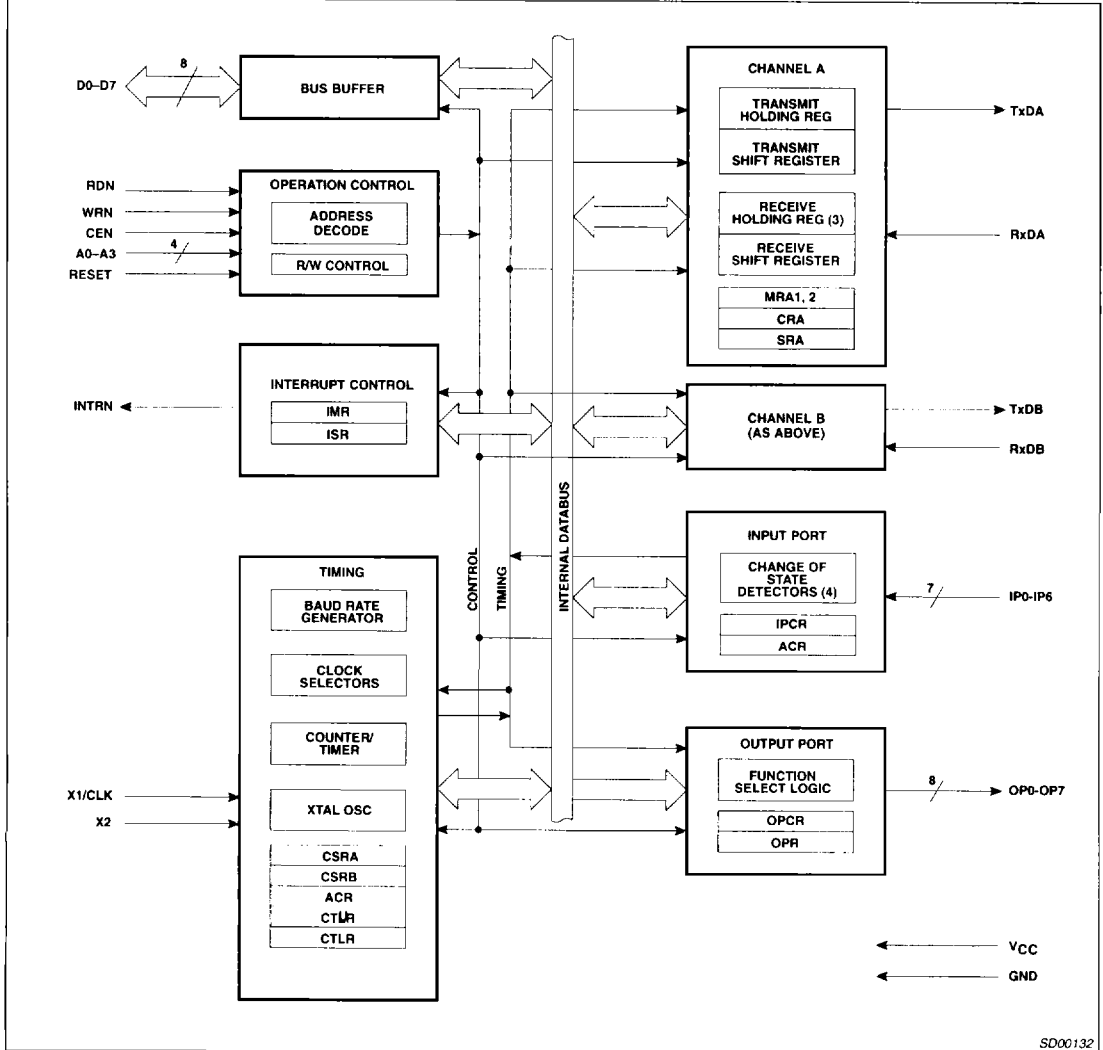 D0–D7
8
BUS BUFFER
RDN
WRN
CEN
A0–A3
4
RESET
OPERATION CONTROL
ADDRESS
DECODE
R/W CONTROL
INTRN
INTERRUPT CONTROL
IMR
ISR
TIMING
BAUD RATE
GENERATOR
CLOCK
SELECTORS
COUNTER/
TIMER
X1/CLK
X2
XTAL OSC
CSRA
CSRB
ACR
CTUR
CTLR
CONTROL
TIMING
INTERNAL DATABUS
CHANNEL A
TRANSMIT
HOLDING REG
TRANSMIT
SHIFT REGISTER
RECEIVE
HOLDING REG (3)
RECEIVE
SHIFT REGISTER
MRA1, 2
CRA
SRA
TxDA
RxDA
CHANNEL B
(AS ABOVE)
TxDB
RxDB
INPUT PORT
CHANGE OF
STATE
DETECTORS (4)
IPCR
ACR
7
IP0-IP6
OUTPUT PORT
FUNCTION
SELECT LOGIC
OPCR
OPR
8
OP0-OP7
VCC
GND
SD00132